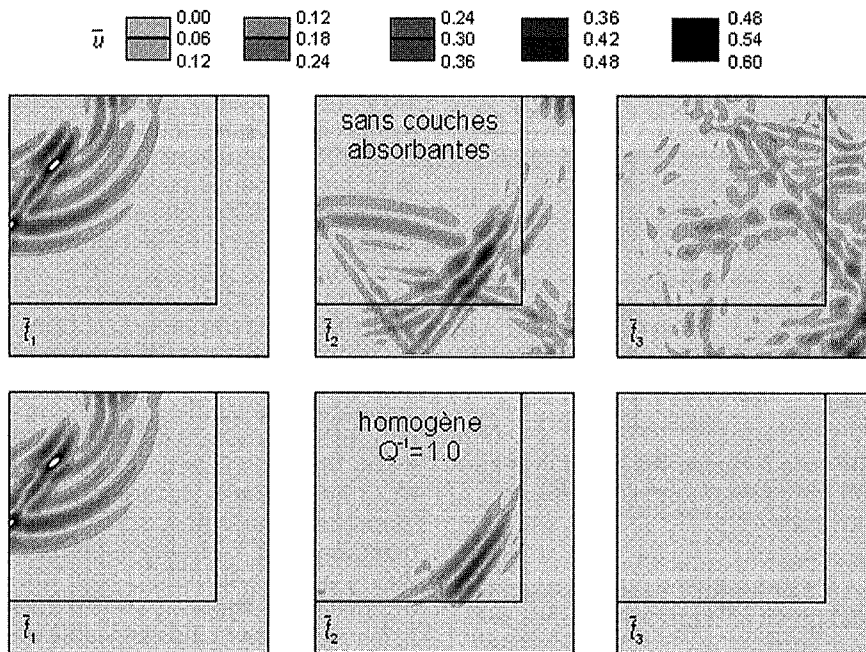 ū 0.00 0.12 0.24 0.36 0.48
0.06 0.18 0.30 0.42 0.54
0.12 0.24 0.36 0.48 0.60
sans couches
absorbantes
t̄₁ t̄₂ t̄₃
homogène
Q⁻¹=1.0
t̄₁ t̄₂ t̄₃